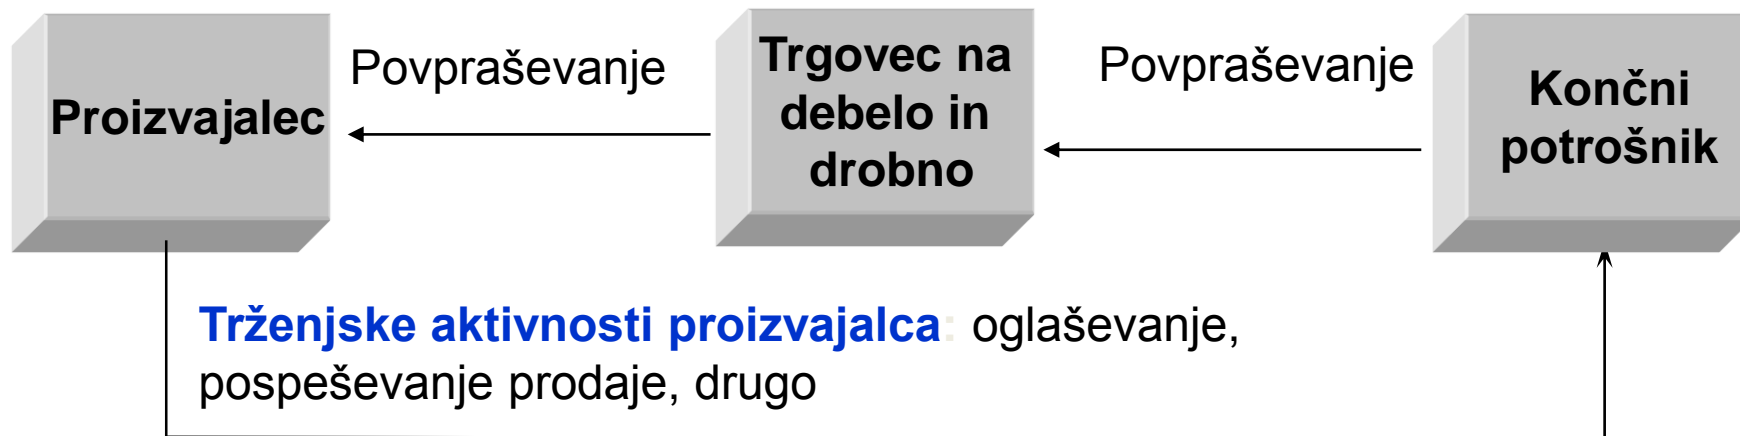 Proizvajalec
Povpraševanje
Trgovec na
debelo in
drobno
Povpraševanje
Končni
potrošnik
Trženjske aktivnosti proizvajalca: oglaševanje,
pospeševanje prodaje, drugo